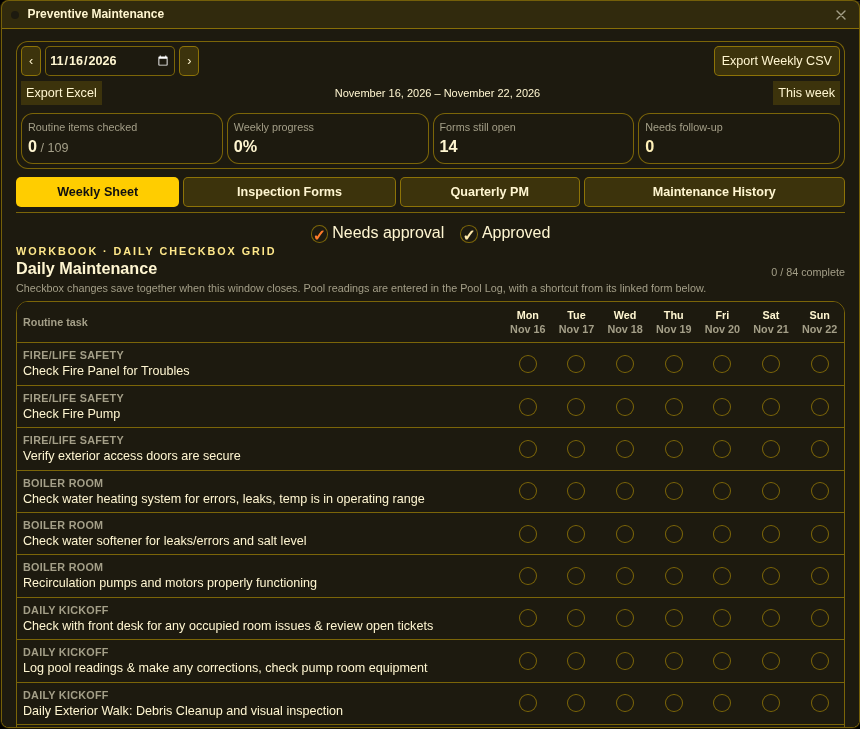 Preventive Maintenance
‹ 11/16/2026 › Export Weekly CSV
Export Excel November 16, 2026 – November 22, 2026 This week
Routine items checked Weekly progress Forms still open Needs follow-up
0 / 109 0% 14 0
Weekly Sheet Inspection Forms Quarterly PM Maintenance History
Needs approval Approved
WORKBOOK · DAILY CHECKBOX GRID
Daily Maintenance 0 / 84 complete
Checkbox changes save together when this window closes. Pool readings are entered in the Pool Log, with a shortcut from its linked form below.
Routine task Mon Tue Wed Thu Fri Sat Sun
Nov 16 Nov 17 Nov 18 Nov 19 Nov 20 Nov 21 Nov 22
FIRE/LIFE SAFETY
Check Fire Panel for Troubles
FIRE/LIFE SAFETY
Check Fire Pump
FIRE/LIFE SAFETY
Verify exterior access doors are secure
BOILER ROOM
Check water heating system for errors, leaks, temp is in operating range
BOILER ROOM
Check water softener for leaks/errors and salt level
BOILER ROOM
Recirculation pumps and motors properly functioning
DAILY KICKOFF
Check with front desk for any occupied room issues & review open tickets
DAILY KICKOFF
Log pool readings & make any corrections, check pump room equipment
DAILY KICKOFF
Daily Exterior Walk: Debris Cleanup and visual inspection